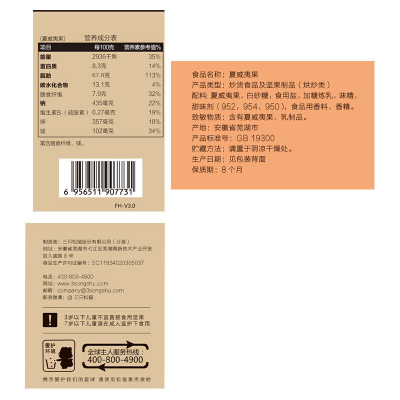 (夏威夷果) 营养成分表
项目 每100克 营养素参考值%
能量 2936千焦 35%
蛋白质 8.3克 14%
脂肪 67.8克 113%
碳水化合物 13.1克 4%
膳食纤维 7.9克 32%
钠 435毫克 22%
维生素B₁(硫胺素) 0.27毫克 19%
钾 357毫克 18%
镁 102毫克 34%
富含膳食纤维、镁。
6 956511 907731
FH-V3.0
食品名称:夏威夷果
产品类型:炒货食品及坚果制品(烘炒类)
配料:夏威夷果,白砂糖,食用盐,加糖炼乳,味精,
甜味剂(952,954,950),食品用香料,香精。
致敏物质:含有夏威夷果、乳制品。
产地:安徽省芜湖市
产品标准号:GB 19300
贮藏方法:请置于阴凉干燥处。
生产日期:见包装背面
保质期:8个月
制造商:三只松鼠股份有限公司(分装)
地址:安徽省芜湖市弋江区芜湖高新技术产业开发
区久盛路8号
食品生产许可证编号:SC11834020305037
电话:400-800-4900
网址:www.3songshu.com
邮箱:company@3songshu.com
新浪微博:@三只松鼠
3岁以下儿童不宜直接食用坚果
7岁以下儿童请在成人监护下食用
爱护
环境
全球主人服务热线:
400-800-4900
善于爱护我们的星球 请使用松鼠果壳袋哟